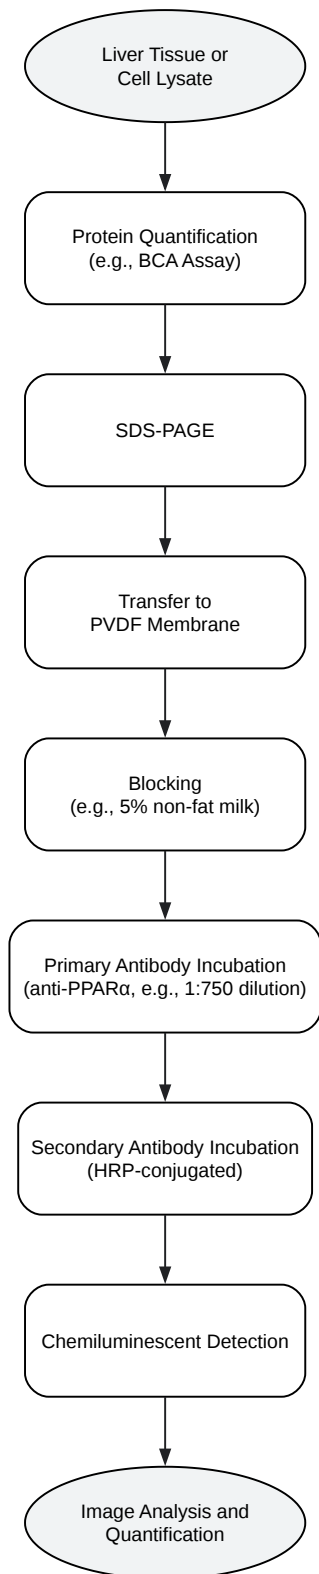 Liver Tissue or
Cell Lysate
Protein Quantification
(e.g., BCA Assay)
SDS-PAGE
Transfer to
PVDF Membrane
Blocking
(e.g., 5% non-fat milk)
Primary Antibody Incubation
(anti-PPARα, e.g., 1:750 dilution)
Secondary Antibody Incubation
(HRP-conjugated)
Chemiluminescent Detection
Image Analysis and
Quantification